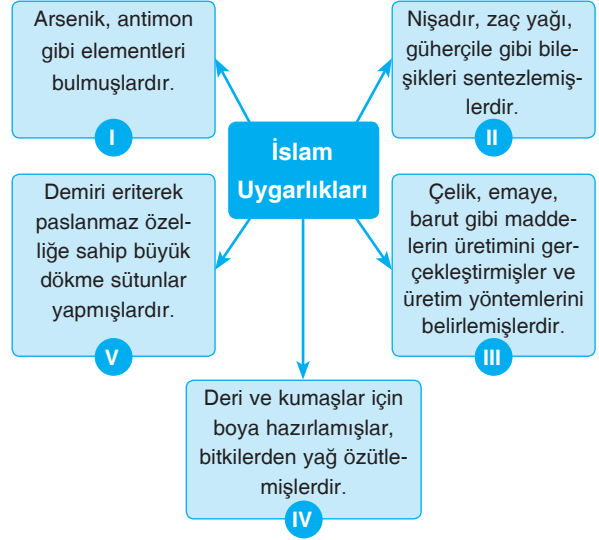 Arsenik, antimon
gibi elementleri
bulmuşlardır.
I
Nişadır, zaç yağı,
güherçile gibi bile-
şikleri sentezlemiş-
lerdir.
II
İslam
Uygarlıkları
Demiri eriterek
paslanmaz özel-
liğe sahip büyük
dökme sütunlar
yapmışlardır.
V
Çelik, emaye,
barut gibi madde-
lerin üretimini ger-
çekleştirmişler ve
üretim yöntemlerini
belirlemişlerdir.
III
Deri ve kumaşlar için
boya hazırlamışlar,
bitkilerden yağ özütle-
mişlerdir.
IV